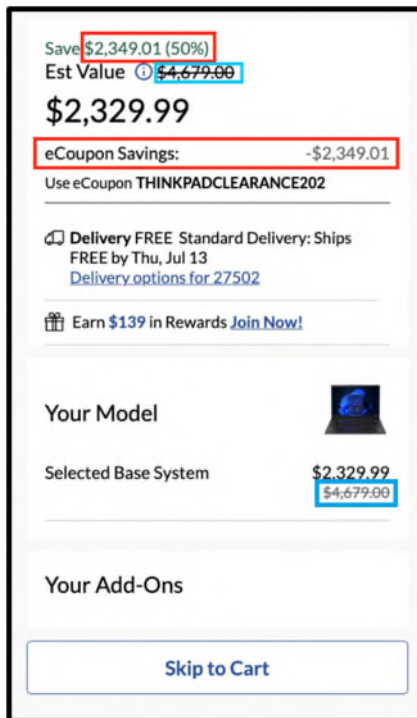 Save $2,349.01 (50%)
Est Value ⓘ $4,679.00
$2,329.99
eCoupon Savings: -$2,349.01
Use eCoupon THINKPADCLEARANCE202
Delivery FREE Standard Delivery: Ships
FREE by Thu, Jul 13
Delivery options for 27502
Earn $139 in Rewards Join Now!
Your Model
Selected Base System $2,329.99
$4,679.00
Your Add-Ons
Skip to Cart